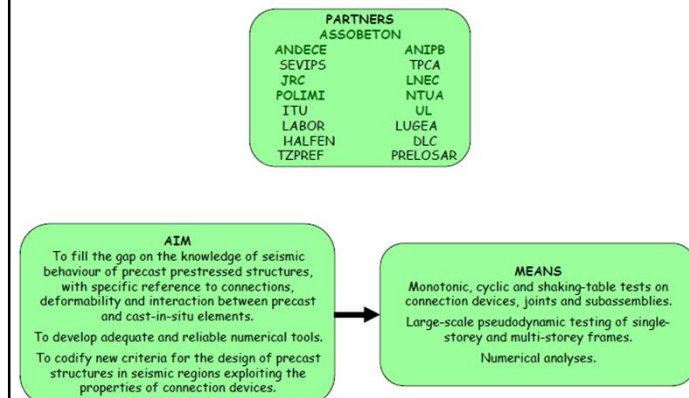 PARTNERS
ASSOBETON
ANDECE ANIPB
SEVIPS TPCA
JRC LNEC
POLIMI NTUA
ITU UL
LABOR LUGEA
HALFEN DLC
TZPREF PRELOSAR
AIM
To fill the gap on the knowledge of seismic
behaviour of precast prestressed structures,
with specific reference to connections,
deformability and interaction between precast
and cast-in-situ elements.
To develop adequate and reliable numerical tools.
To codify new criteria for the design of precast
structures in seismic regions exploiting the
properties of connection devices.
MEANS
Monotonic, cyclic and shaking-table tests on
connection devices, joints and subassemblies.
Large-scale pseudodynamic testing of single-
storey and multi-storey frames.
Numerical analyses.